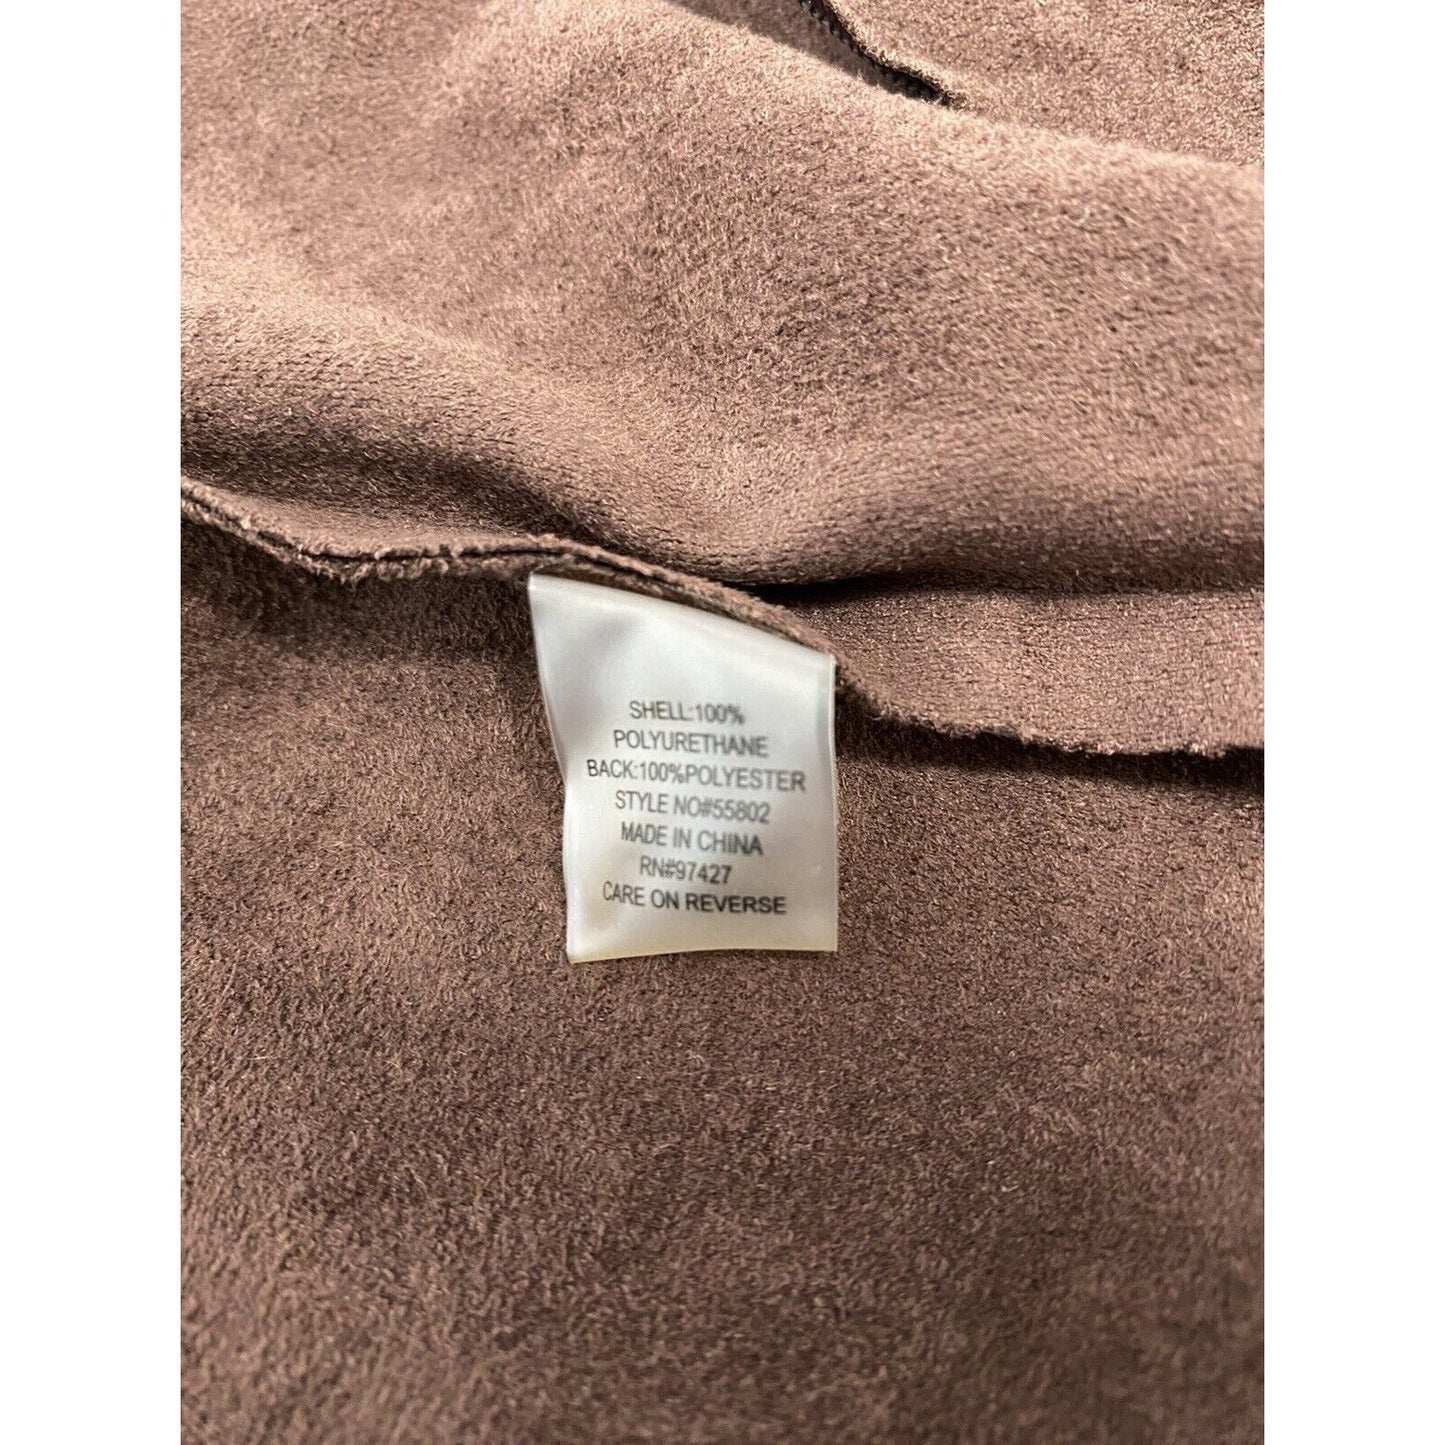 SHELL:100%
POLYURETHANE
BACK:100%POLYESTER
STYLE NO#55802
MADE IN CHINA
RN#97427
CARE ON REVERSE